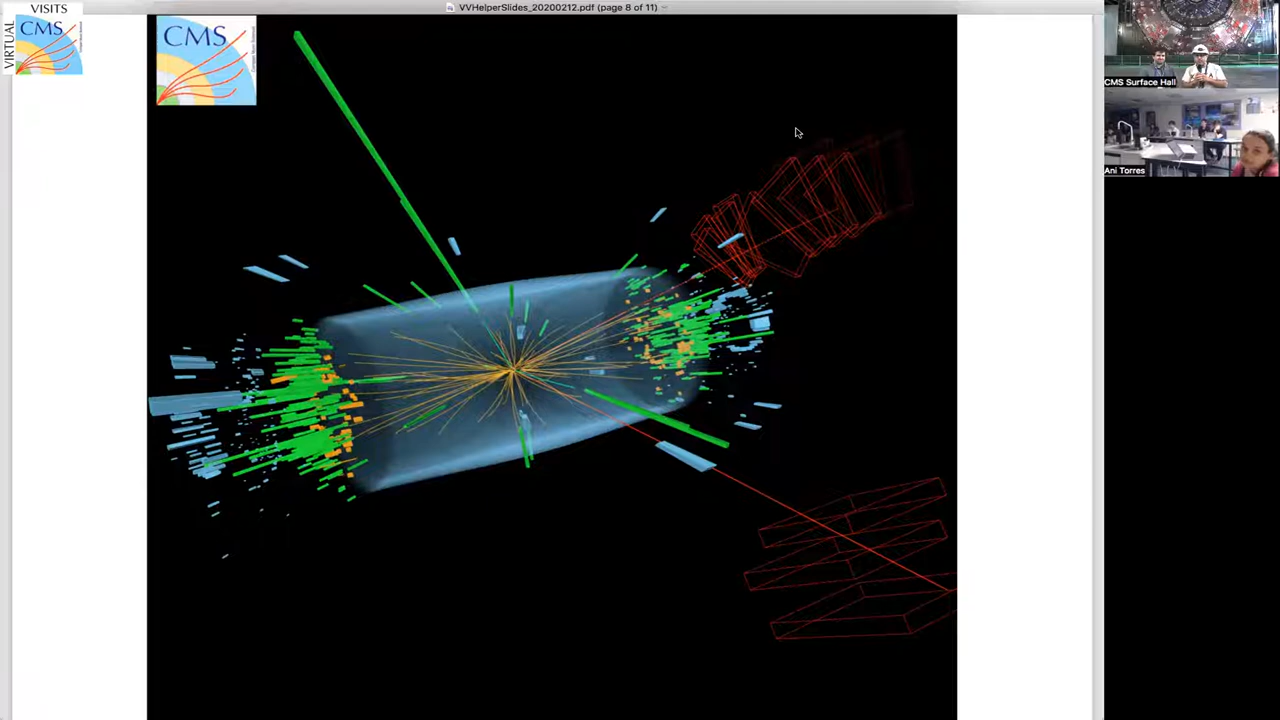 VVHelperSlides_20200212.pdf (page 8 of 11)
VISITS
VIRTUAL
CMS
CMS
CMS Surface Hall
Ani Torres